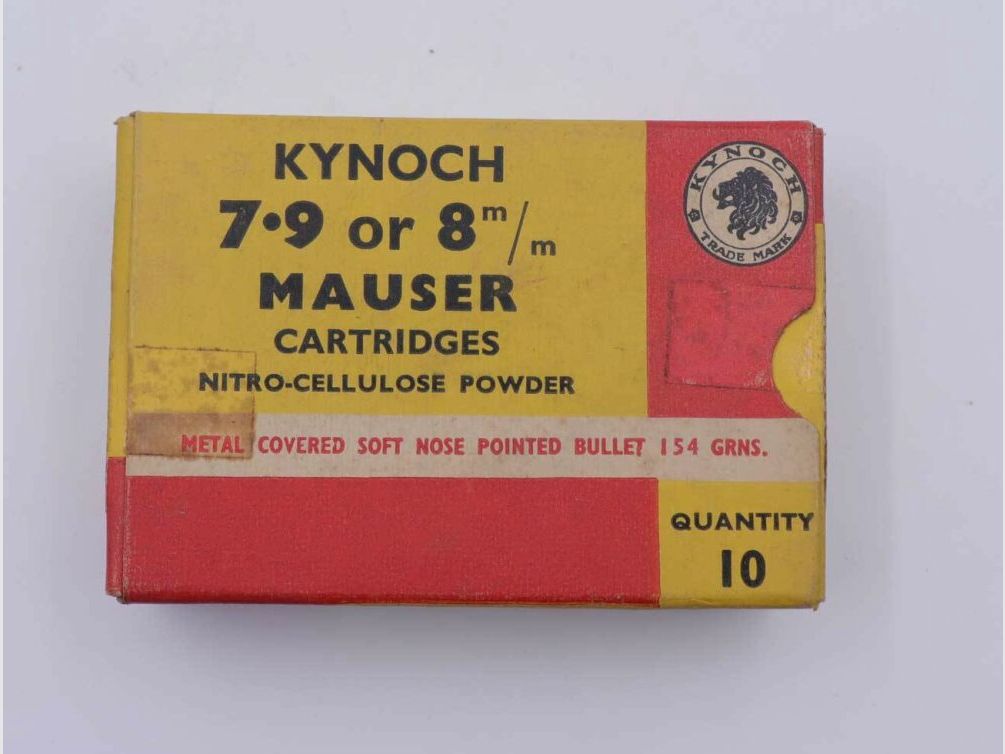 KYNOCH
7·9 or 8 m/m
MAUSER
CARTRIDGES
NITRO-CELLULOSE POWDER
METAL COVERED SOFT NOSE POINTED BULLET 154 GRNS.
QUANTITY
10
KYNOCH
TRADE MARK